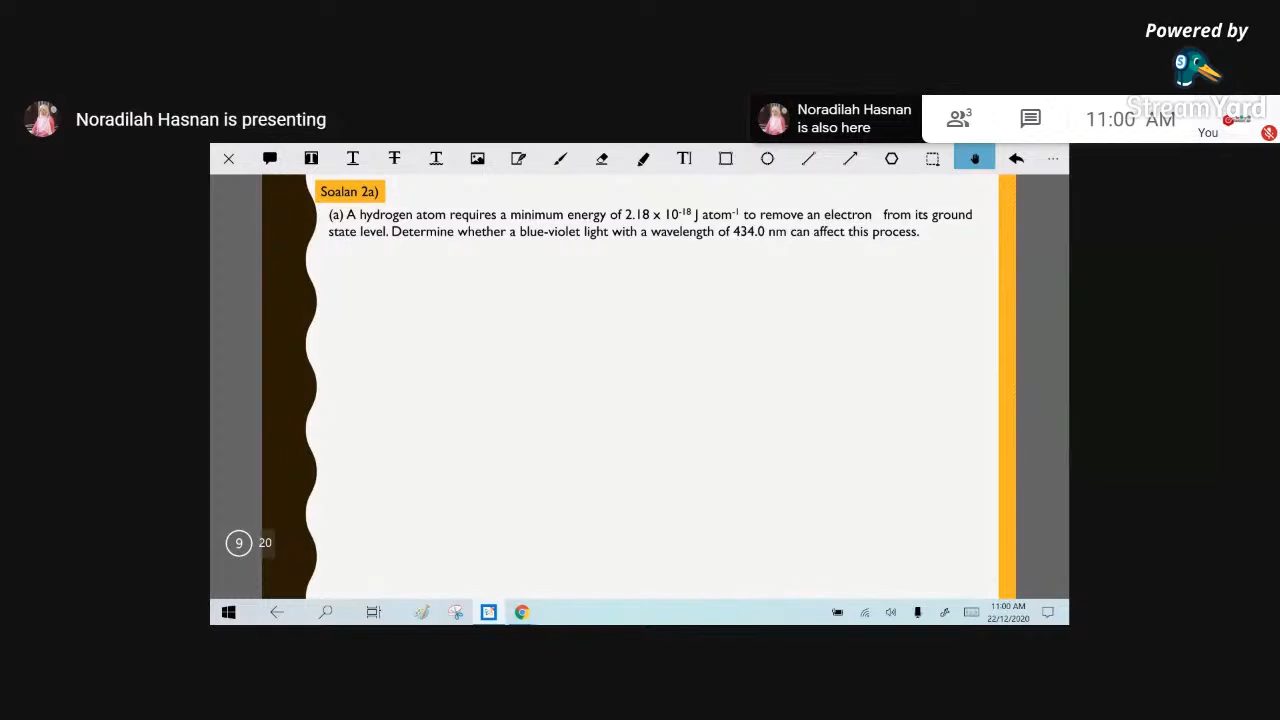 Powered by
StreamYard
Noradilah Hasnan is presenting
Noradilah Hasnan
is also here
3
11:00 AM
You
Soalan 2a)
(a) A hydrogen atom requires a minimum energy of 2.18 x 10⁻¹⁸ J atom⁻¹ to remove an electron from its ground
state level. Determine whether a blue-violet light with a wavelength of 434.0 nm can affect this process.
9 20
11:00 AM
22/12/2020